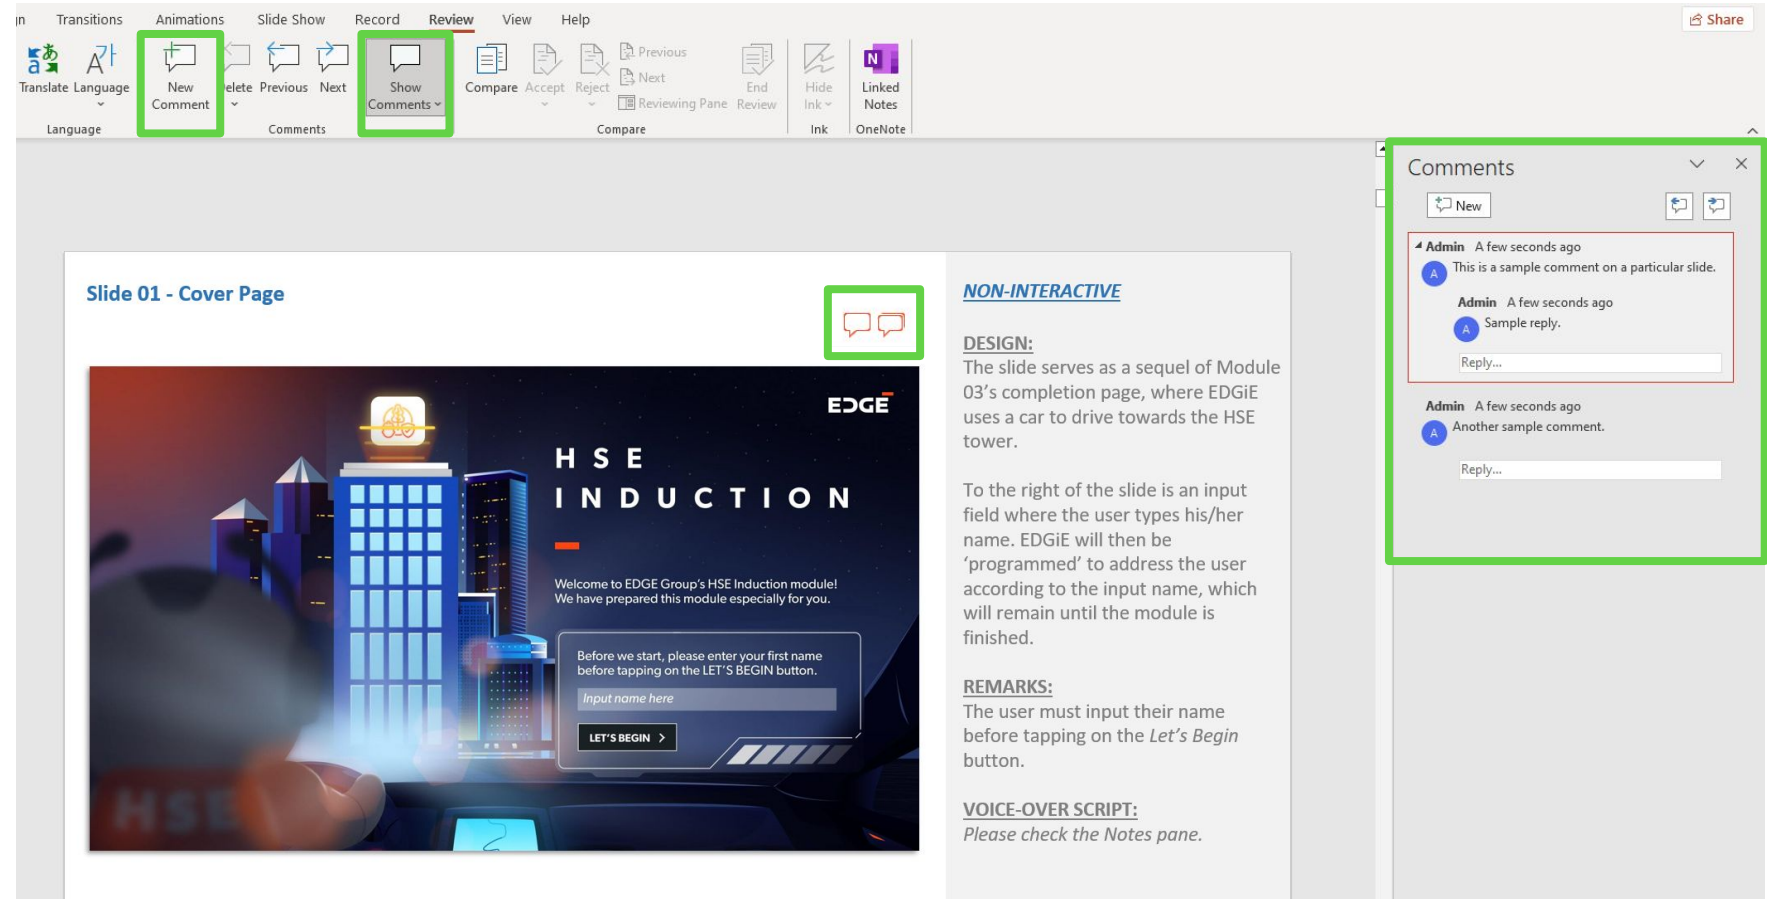 Transitions Animations Slide Show Record Review View Help
Share
Translate Language New Comment Previous Next Show Comments Compare Accept Reject Previous Next Reviewing Pane End Review Hide Ink Linked Notes
Language Comments Compare Ink OneNote
Slide 01 - Cover Page
EDGE
HSE
INDUCTION
Welcome to EDGE Group's HSE Induction module!
We have prepared this module especially for you.
Before we start, please enter your first name
before tapping on the LET'S BEGIN button.
Input name here
LET'S BEGIN >
HSE
NON-INTERACTIVE
DESIGN:
The slide serves as a sequel of Module
03's completion page, where EDGiE
uses a car to drive towards the HSE
tower.
To the right of the slide is an input
field where the user types his/her
name. EDGiE will then be
'programmed' to address the user
according to the input name, which
will remain until the module is
finished.
REMARKS:
The user must input their name
before tapping on the Let's Begin
button.
VOICE-OVER SCRIPT:
Please check the Notes pane.
Comments
New
Admin A few seconds ago
A This is a sample comment on a particular slide.
Admin A few seconds ago
A Sample reply.
Reply...
Admin A few seconds ago
A Another sample comment.
Reply...